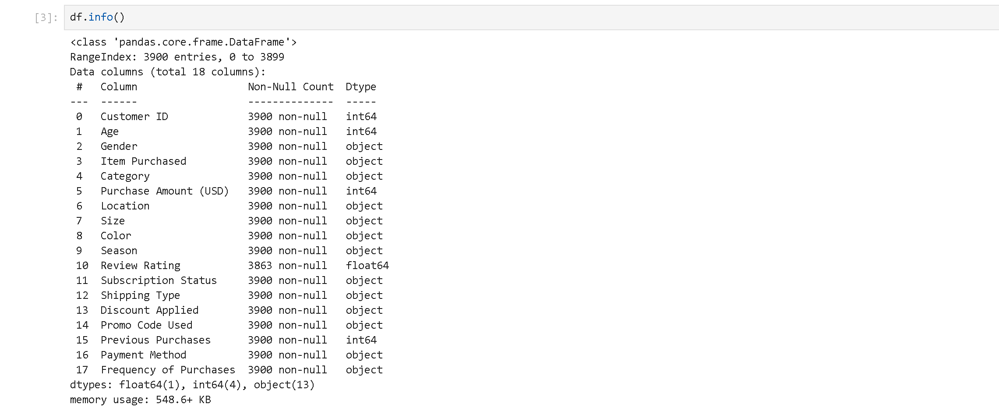 [3]: df.info()
<class 'pandas.core.frame.DataFrame'>
RangeIndex: 3900 entries, 0 to 3899
Data columns (total 18 columns):
 #   Column                  Non-Null Count  Dtype
---  ------                  --------------  -----
 0   Customer ID             3900 non-null   int64
 1   Age                     3900 non-null   int64
 2   Gender                  3900 non-null   object
 3   Item Purchased          3900 non-null   object
 4   Category                3900 non-null   object
 5   Purchase Amount (USD)   3900 non-null   int64
 6   Location                3900 non-null   object
 7   Size                    3900 non-null   object
 8   Color                   3900 non-null   object
 9   Season                  3900 non-null   object
 10  Review Rating           3863 non-null   float64
 11  Subscription Status     3900 non-null   object
 12  Shipping Type           3900 non-null   object
 13  Discount Applied        3900 non-null   object
 14  Promo Code Used         3900 non-null   object
 15  Previous Purchases      3900 non-null   int64
 16  Payment Method          3900 non-null   object
 17  Frequency of Purchases  3900 non-null   object
dtypes: float64(1), int64(4), object(13)
memory usage: 548.6+ KB